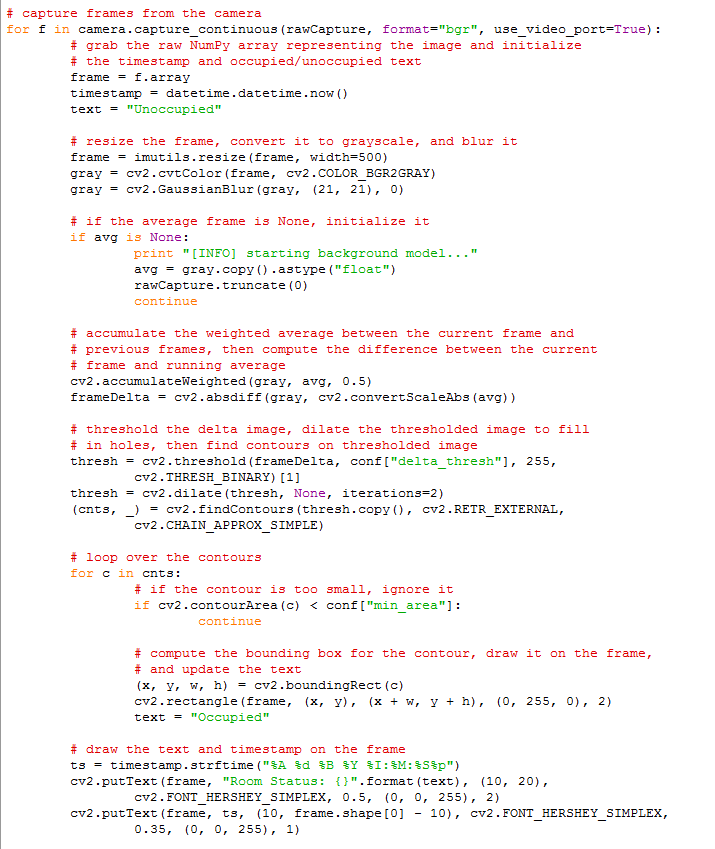 # capture frames from the camera
for f in camera.capture_continuous(rawCapture, format="bgr", use_video_port=True):
        # grab the raw NumPy array representing the image and initialize
        # the timestamp and occupied/unoccupied text
        frame = f.array
        timestamp = datetime.datetime.now()
        text = "Unoccupied"

        # resize the frame, convert it to grayscale, and blur it
        frame = imutils.resize(frame, width=500)
        gray = cv2.cvtColor(frame, cv2.COLOR_BGR2GRAY)
        gray = cv2.GaussianBlur(gray, (21, 21), 0)

        # if the average frame is None, initialize it
        if avg is None:
                print "[INFO] starting background model..."
                avg = gray.copy().astype("float")
                rawCapture.truncate(0)
                continue

        # accumulate the weighted average between the current frame and
        # previous frames, then compute the difference between the current
        # frame and running average
        cv2.accumulateWeighted(gray, avg, 0.5)
        frameDelta = cv2.absdiff(gray, cv2.convertScaleAbs(avg))

        # threshold the delta image, dilate the thresholded image to fill
        # in holes, then find contours on thresholded image
        thresh = cv2.threshold(frameDelta, conf["delta_thresh"], 255,
                cv2.THRESH_BINARY)[1]
        thresh = cv2.dilate(thresh, None, iterations=2)
        (cnts, _) = cv2.findContours(thresh.copy(), cv2.RETR_EXTERNAL,
                cv2.CHAIN_APPROX_SIMPLE)

        # loop over the contours
        for c in cnts:
                # if the contour is too small, ignore it
                if cv2.contourArea(c) < conf["min_area"]:
                        continue

                # compute the bounding box for the contour, draw it on the frame,
                # and update the text
                (x, y, w, h) = cv2.boundingRect(c)
                cv2.rectangle(frame, (x, y), (x + w, y + h), (0, 255, 0), 2)
                text = "Occupied"

        # draw the text and timestamp on the frame
        ts = timestamp.strftime("%A %d %B %Y %I:%M:%S%p")
        cv2.putText(frame, "Room Status: {}".format(text), (10, 20),
                cv2.FONT_HERSHEY_SIMPLEX, 0.5, (0, 0, 255), 2)
        cv2.putText(frame, ts, (10, frame.shape[0] - 10), cv2.FONT_HERSHEY_SIMPLEX,
                0.35, (0, 0, 255), 1)